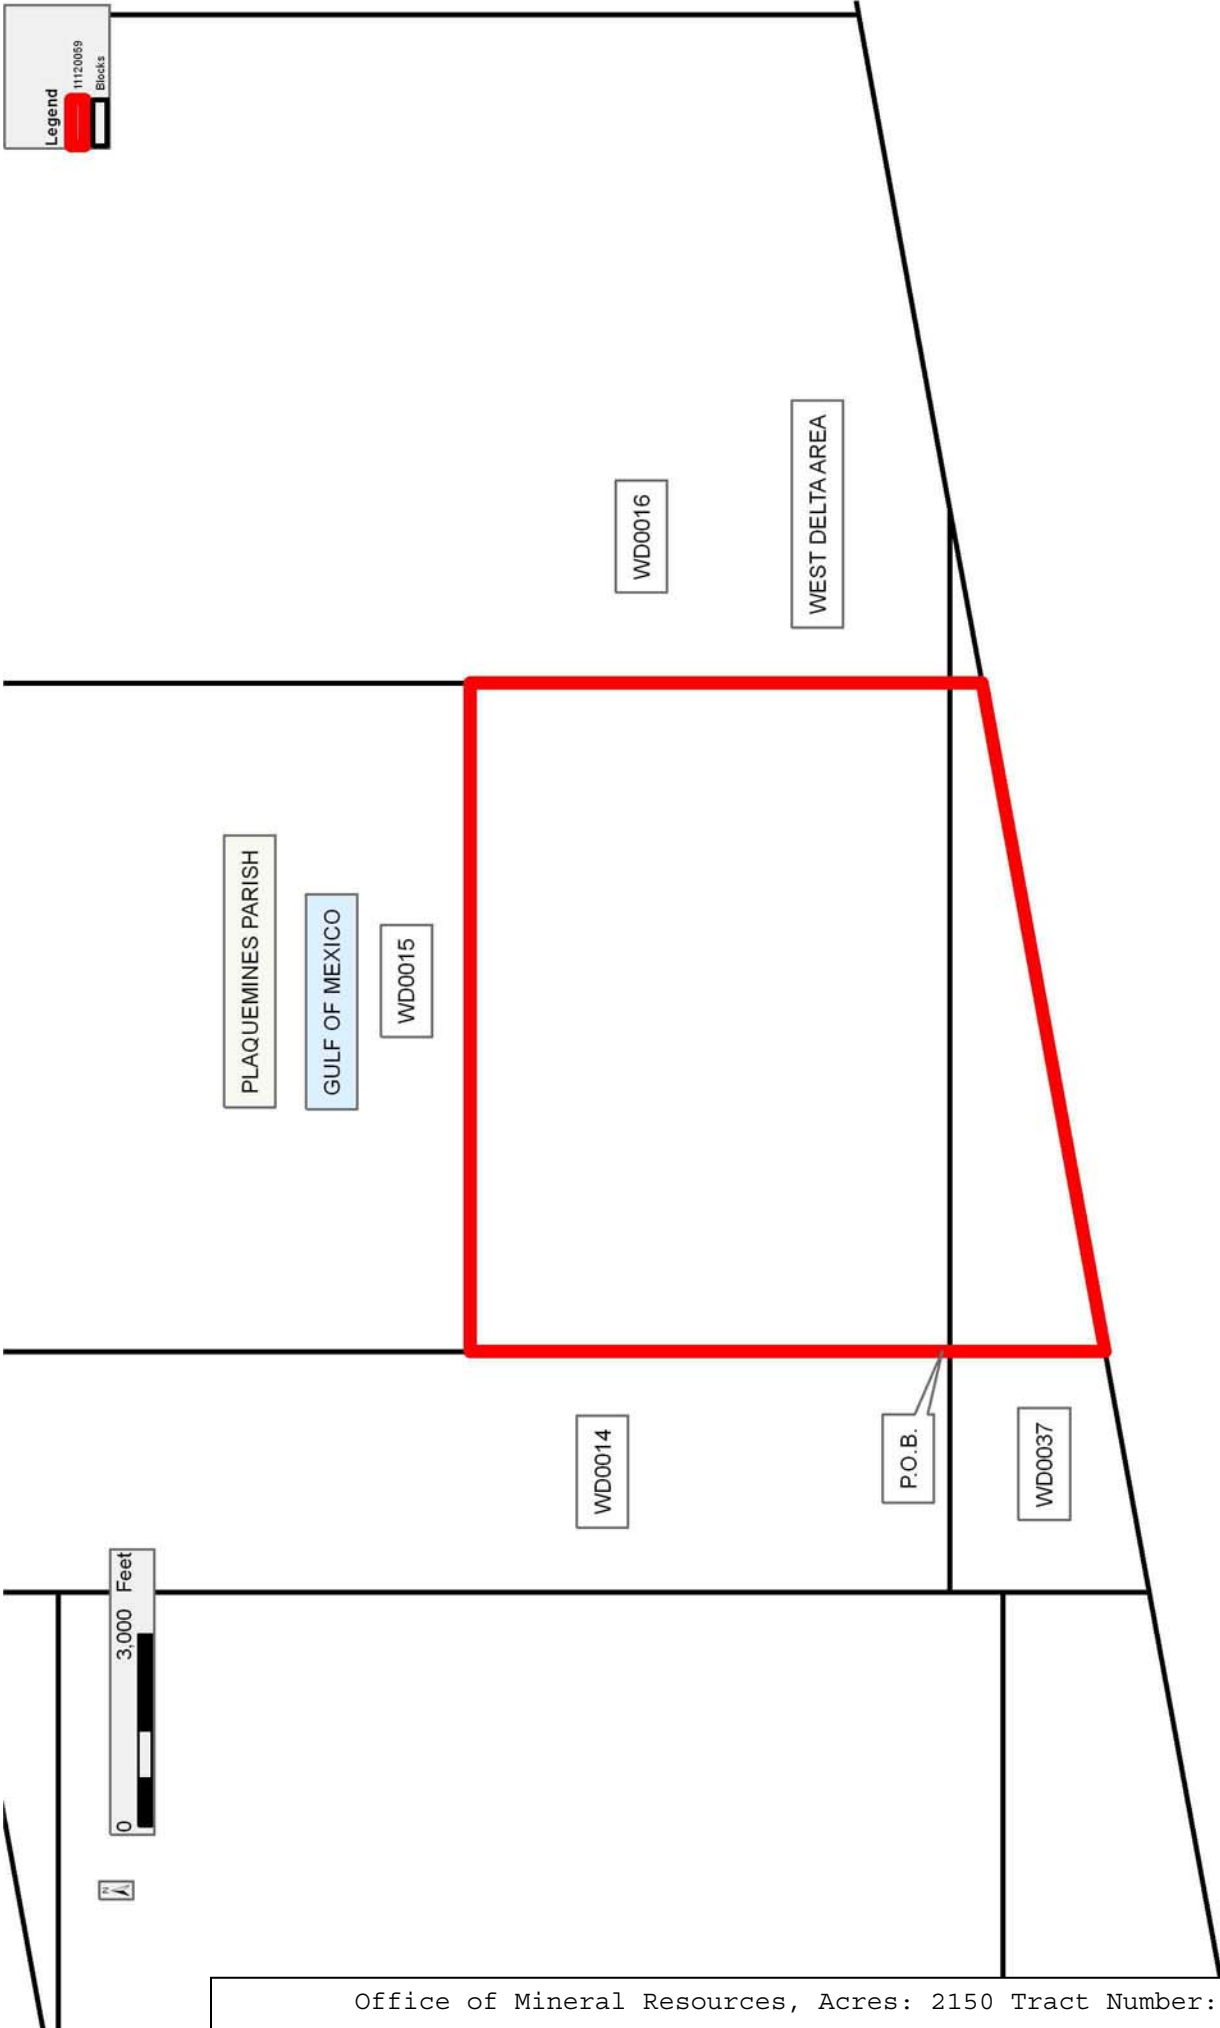 Legend
11120059
Blocks
WD0016
WEST DELTA AREA
PLAQUEMINES PARISH
GULF OF MEXICO
WD0015
WD0014
P.O.B.
WD0037
0 3,000 Feet
N
Office of Mineral Resources, Acres: 2150 Tract Number: